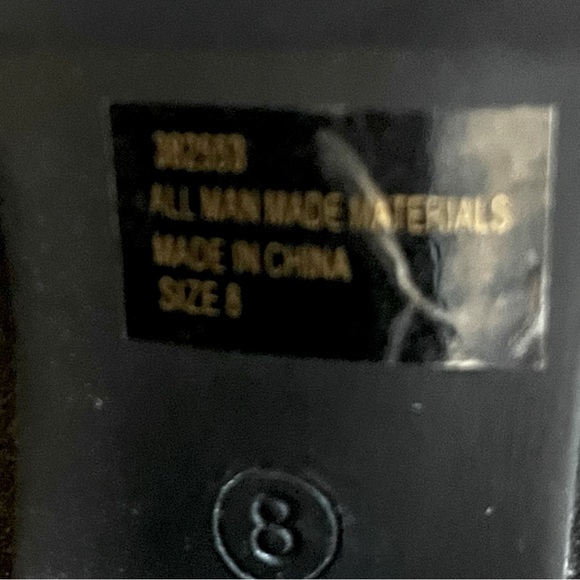 ALL MAN MADE MATERIALS
MADE IN CHINA
SIZE 8
8